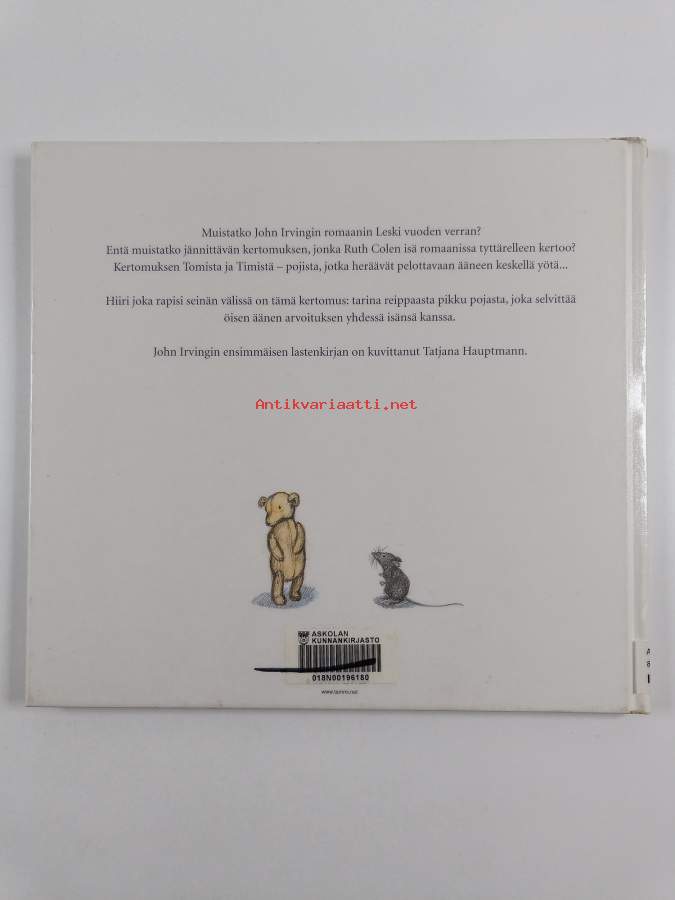 Muistatko John Irvingin romaanin Leski vuoden verran?
Entä muistatko jännittävän kertomuksen, jonka Ruth Colen isä romaanissa tyttärelleen kertoo?
Kertomuksen Tomista ja Timistä – pojista, jotka heräävät pelottavaan ääneen keskellä yötä...
Hiiri joka rapisi seinän välissä on tämä kertomus: tarina reippaasta pikku pojasta, joka selvittää
öisen äänen arvoituksen yhdessä isänsä kanssa.
John Irvingin ensimmäisen lastenkirjan on kuvittanut Tatjana Hauptmann.
Antikvariaatti.net
ASKOLAN
KUNNANKIRJASTO
018N00196180
www.tammi.net
A
8